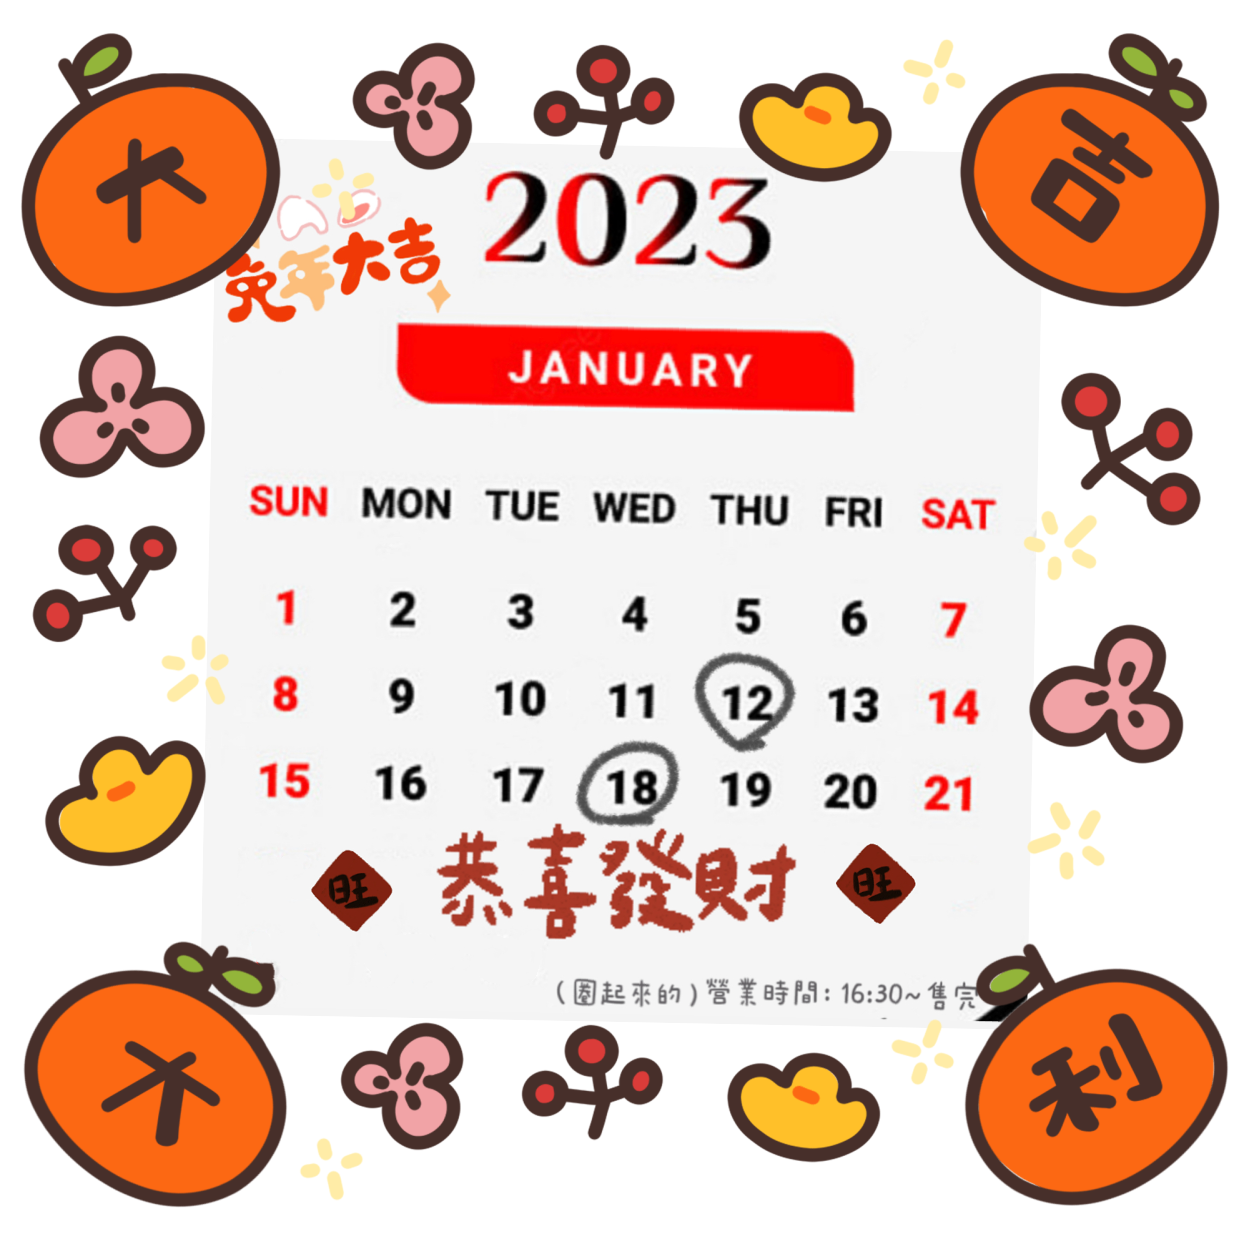 大
吉
兔年大吉
2023
JANUARY
SUN MON TUE WED THU FRI SAT
1 2 3 4 5 6 7
8 9 10 11 12 13 14
15 16 17 18 19 20 21
旺 恭喜發財 旺
(圈起來的)營業時間:16:30~售完
大
利